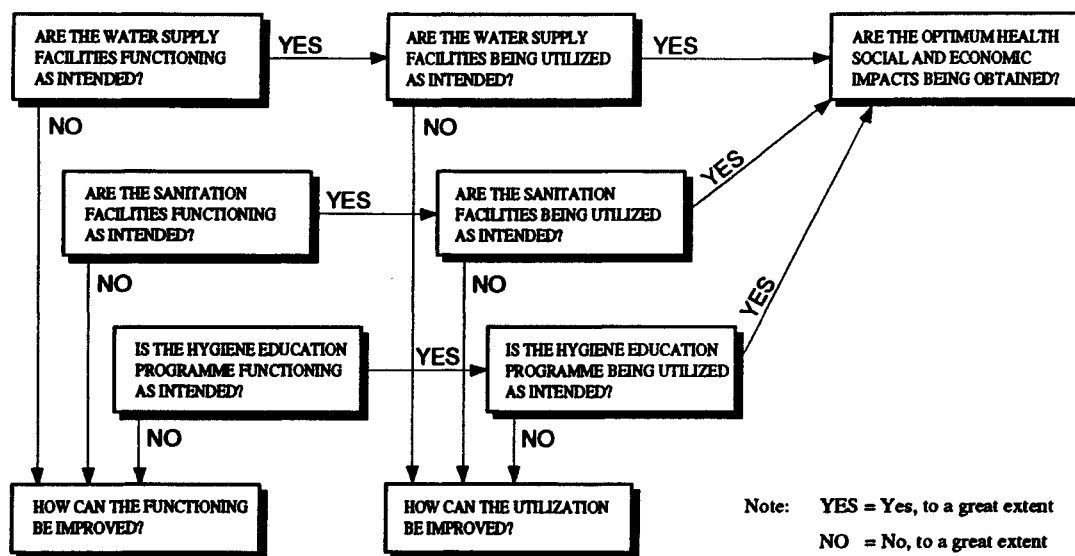 ARE THE WATER SUPPLY
FACILITIES FUNCTIONING
AS INTENDED?
YES
ARE THE WATER SUPPLY
FACILITIES BEING UTILIZED
AS INTENDED?
YES
ARE THE OPTIMUM HEALTH
SOCIAL AND ECONOMIC
IMPACTS BEING OBTAINED?
NO
NO
ARE THE SANITATION
FACILITIES FUNCTIONING
AS INTENDED?
YES
ARE THE SANITATION
FACILITIES BEING UTILIZED
AS INTENDED?
YES
NO
NO
IS THE HYGIENE EDUCATION
PROGRAMME FUNCTIONING
AS INTENDED?
YES
IS THE HYGIENE EDUCATION
PROGRAMME BEING UTILIZED
AS INTENDED?
YES
NO
NO
HOW CAN THE FUNCTIONING
BE IMPROVED?
HOW CAN THE UTILIZATION
BE IMPROVED?
Note: YES = Yes, to a great extent
NO = No, to a great extent